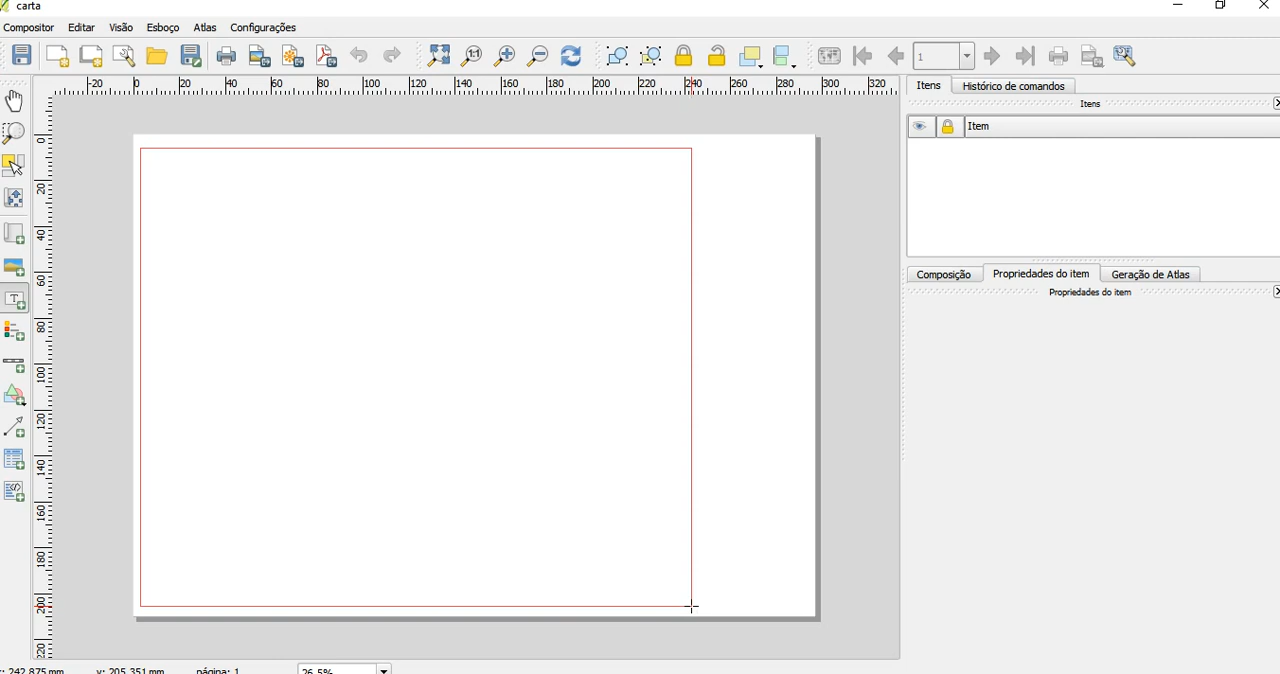 carta
Compositor Editar Visão Esboço Atlas Configurações
1:1 1
-20 0 20 40 60 80 100 120 140 160 180 200 220 240 260 280 300 320
0 20 40 60 80 100 120 140 160 180 200 220
T
Itens Histórico de comandos
Itens
Item
Composição Propriedades do item Geração de Atlas
Propriedades do item
x: 242,875 mm y: 205,351 mm página: 1 26,5%